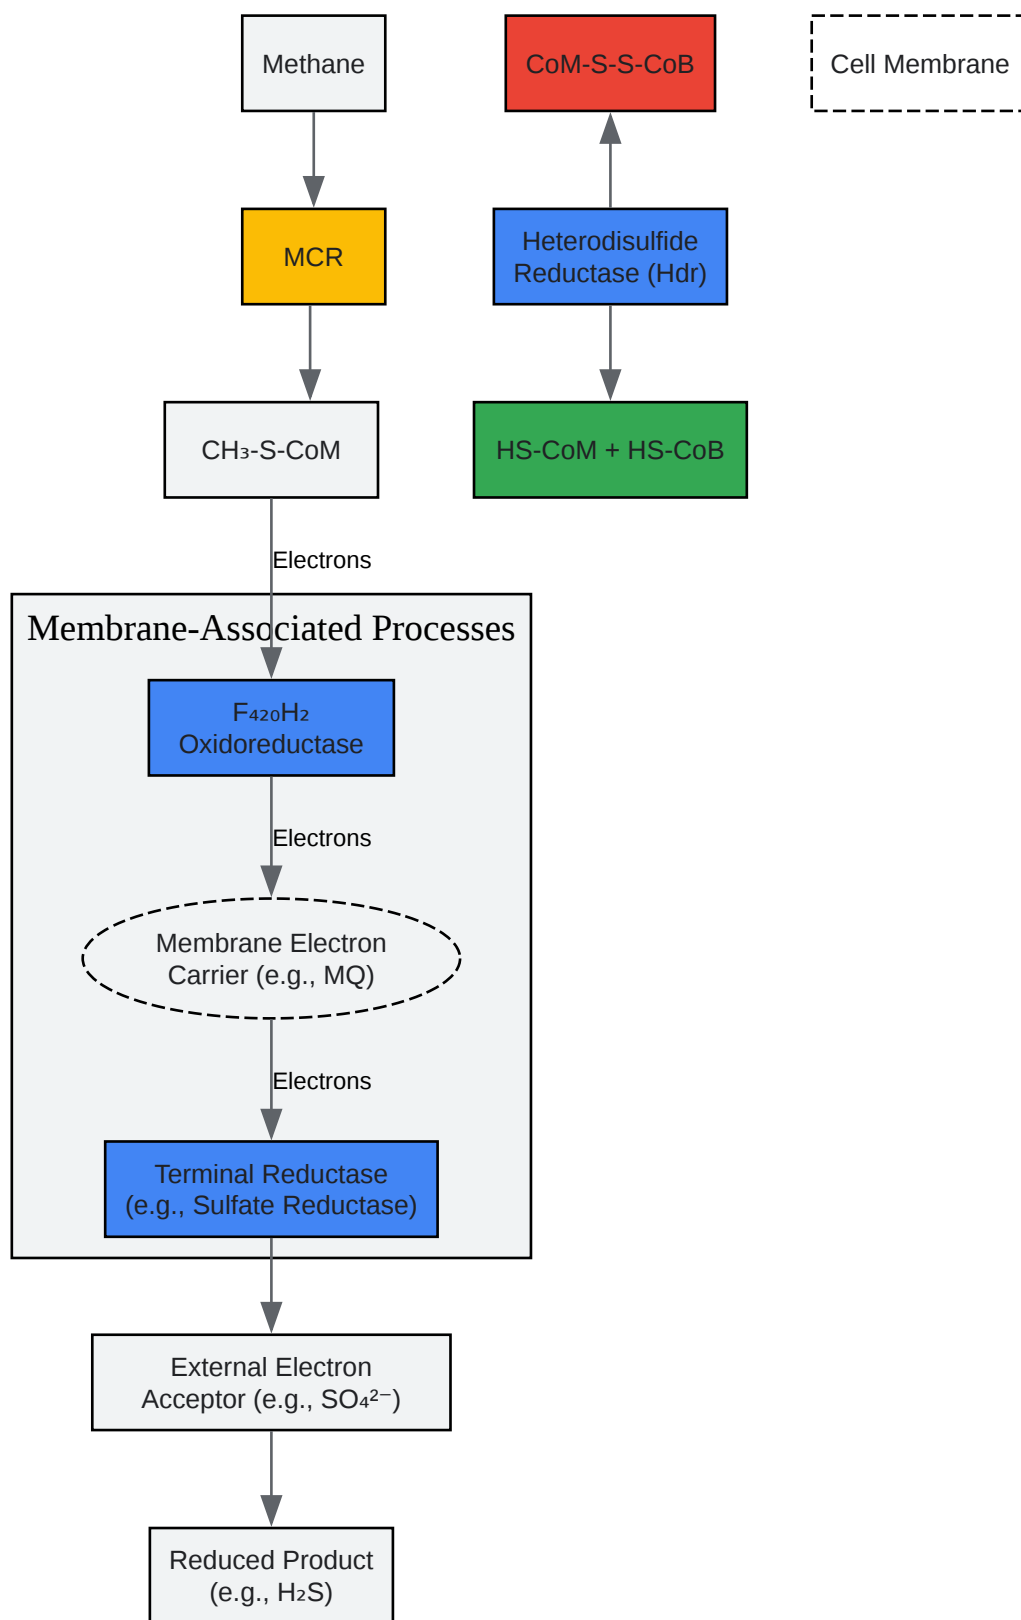 Methane
CoM-S-S-CoB
Cell Membrane
MCR
Heterodisulfide
Reductase (Hdr)
CH₃-S-CoM
HS-CoM + HS-CoB
Electrons
Membrane-Associated Processes
F₄₂₀H₂
Oxidoreductase
Electrons
Membrane Electron
Carrier (e.g., MQ)
Electrons
Terminal Reductase
(e.g., Sulfate Reductase)
External Electron
Acceptor (e.g., SO₄²⁻)
Reduced Product
(e.g., H₂S)